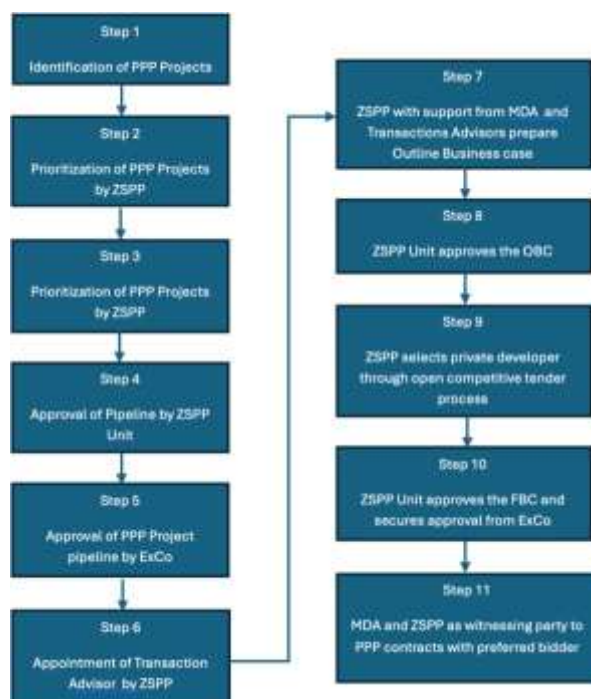 Step 1
Identification of PPP Projects
Step 2
Prioritization of PPP Projects
by ZSPP
Step 3
Prioritization of PPP Projects
by ZSPP
Step 4
Approval of Pipeline by ZSPP
Unit
Step 5
Approval of PPP Project
pipeline by ExCo
Step 6
Appointment of Transaction
Advisor by ZSPP
Step 7
ZSPP with support from MDA and
Transactions Advisors prepare
Outline Business case
Step 8
ZSPP Unit approves the OBC
Step 9
ZSPP selects private developer
through open competitive tender
process
Step 10
ZSPP Unit approves the FBC and
secures approval from ExCo
Step 11
MDA and ZSPP as witnessing party to
PPP contracts with preferred bidder